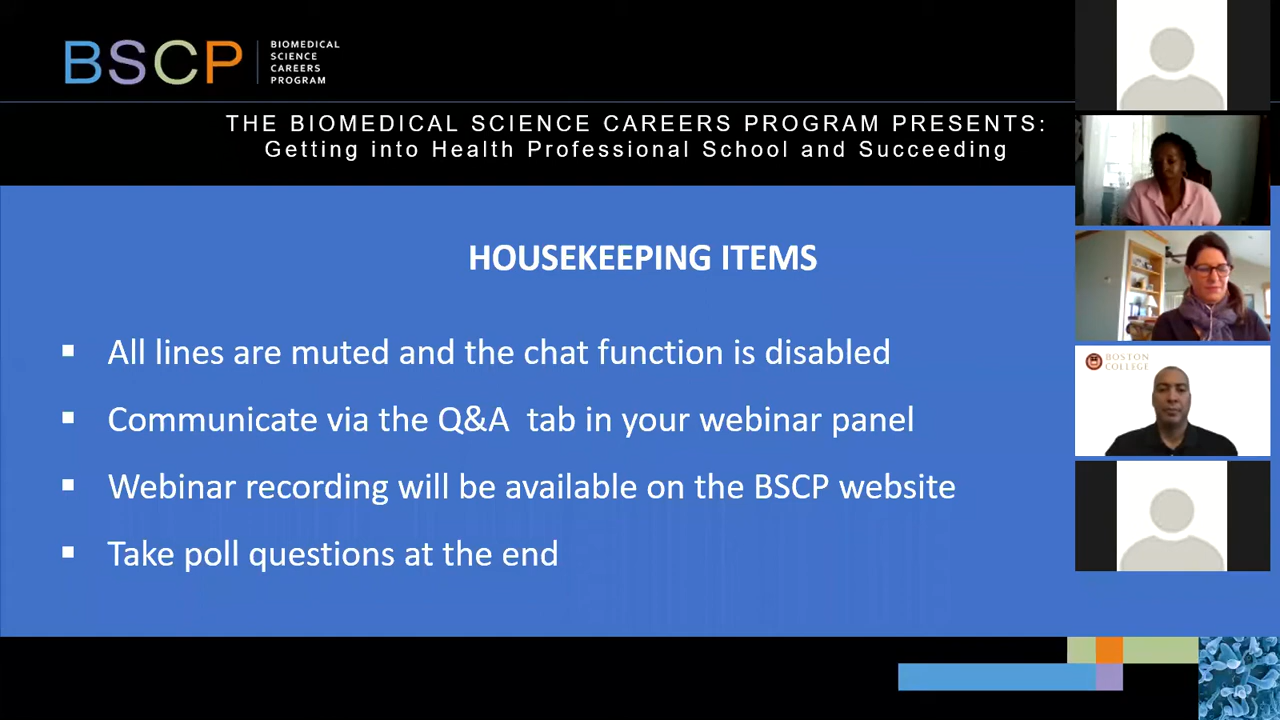 BSCP
BIOMEDICAL
SCIENCE
CAREERS
PROGRAM
THE BIOMEDICAL SCIENCE CAREERS PROGRAM PRESENTS:
Getting into Health Professional School and Succeeding
HOUSEKEEPING ITEMS
▪ All lines are muted and the chat function is disabled
▪ Communicate via the Q&A tab in your webinar panel
▪ Webinar recording will be available on the BSCP website
▪ Take poll questions at the end
BOSTON
COLLEGE